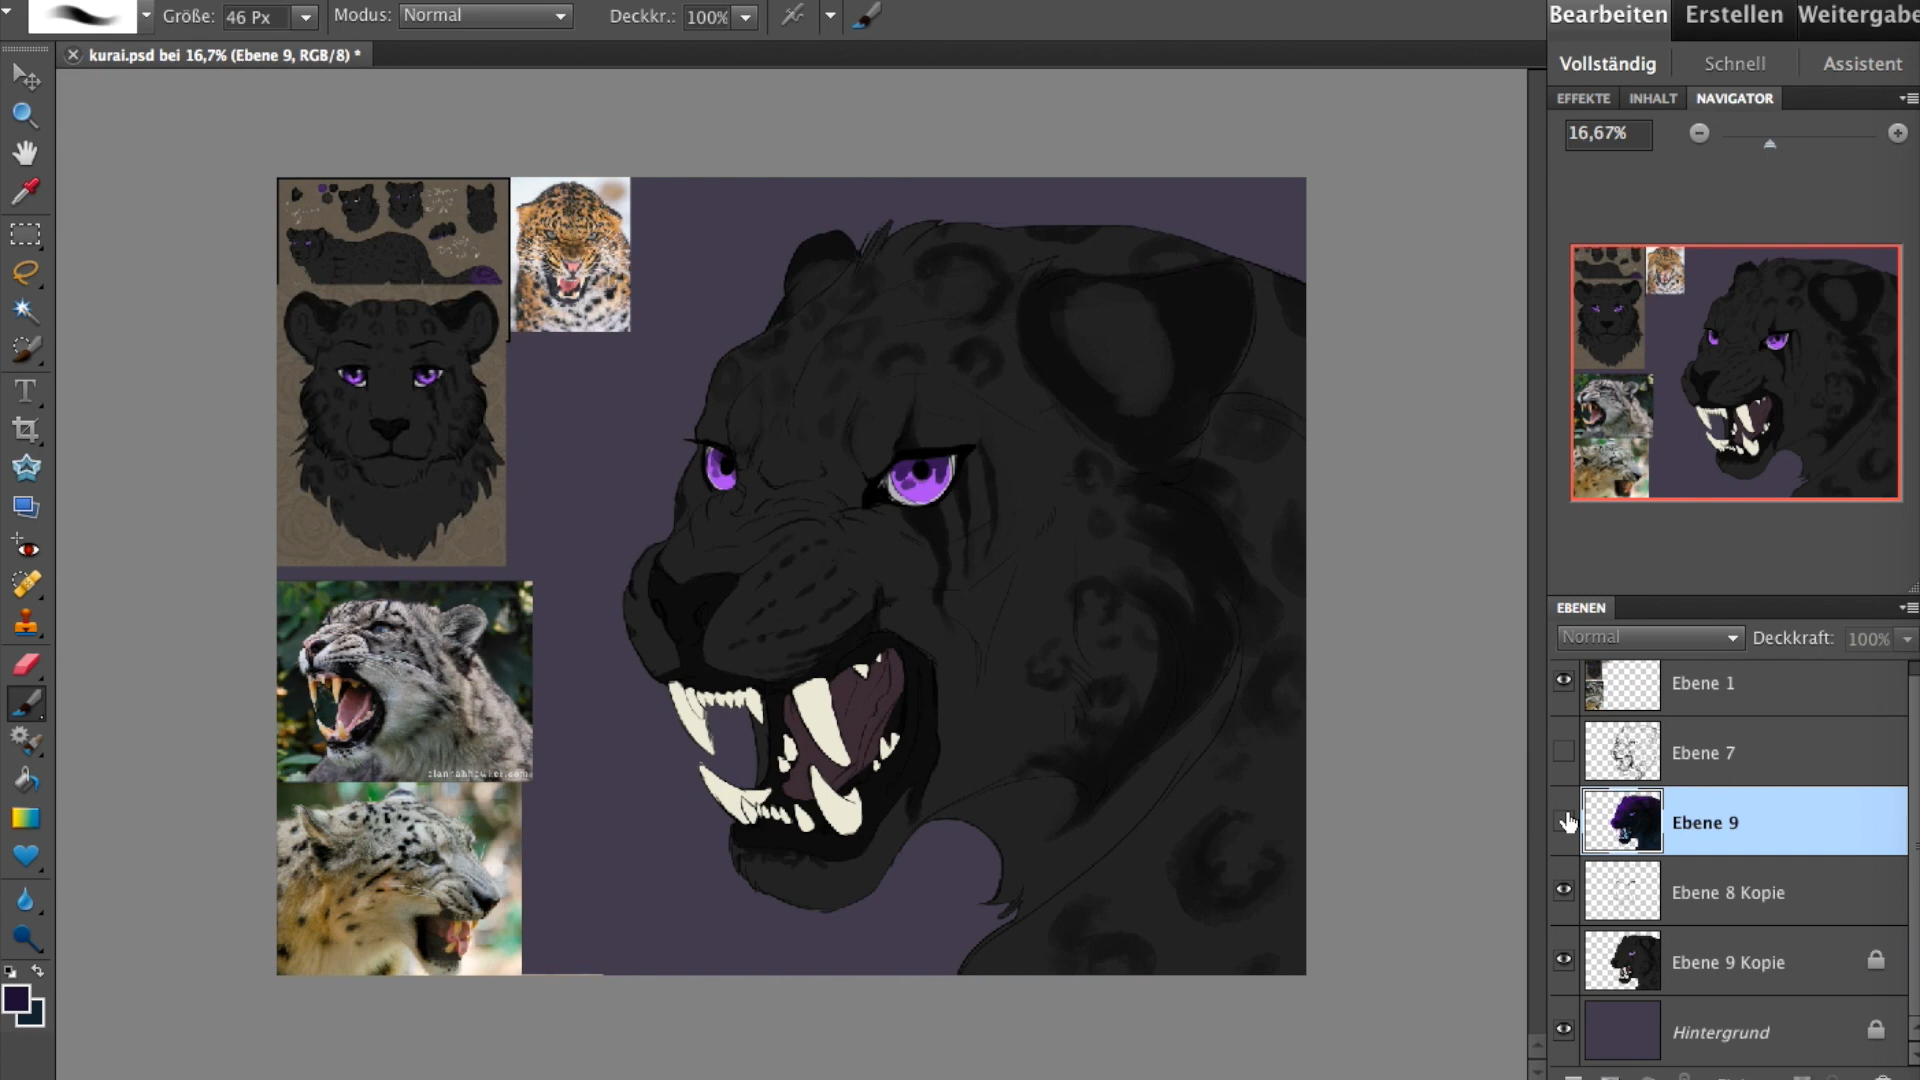 Größe: 46 Px Modus: Normal Deckkr.: 100%
Bearbeiten Erstellen Weitergabe
kurai.psd bei 16,7% (Ebene 9, RGB/8) *
Vollständig Schnell Assistent
EFFEKTE INHALT NAVIGATOR
16,67%
EBENEN
Normal Deckkraft: 100%
Ebene 1
Ebene 7
Ebene 9
Ebene 8 Kopie
Ebene 9 Kopie
Hintergrund